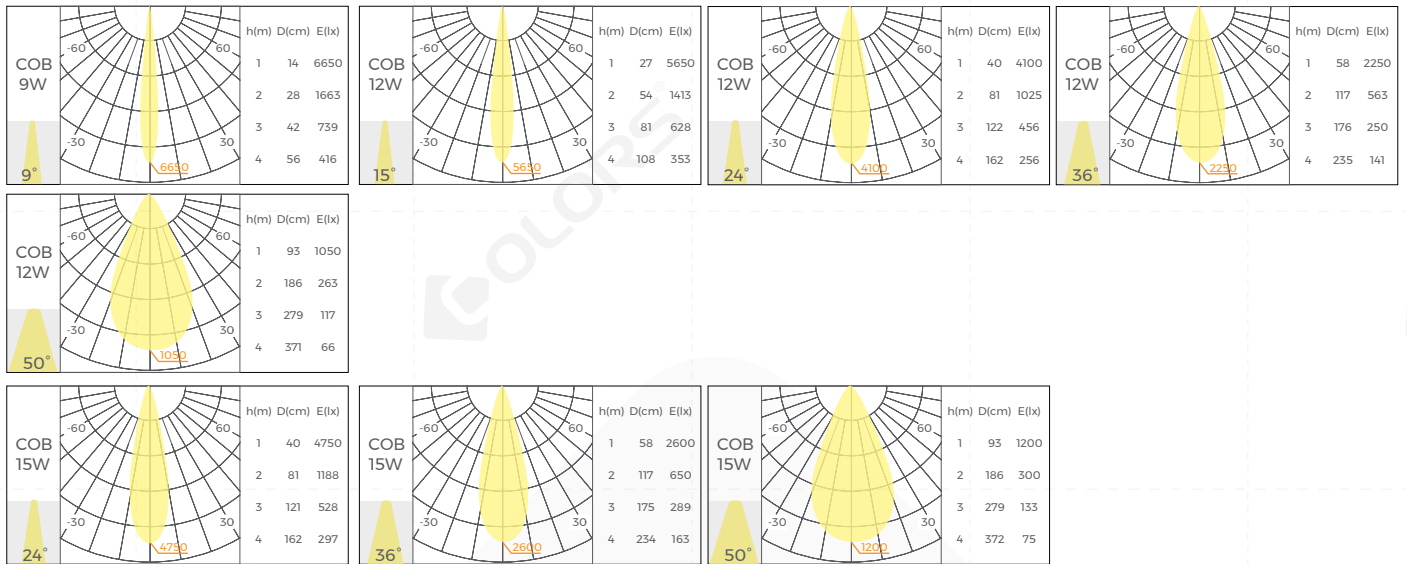 COB
9W
9°
-60
60
-30
30
6650
h(m) D(cm) E(lx)
1 14 6650
2 28 1663
3 42 739
4 56 416
COB
12W
15°
-60
60
-30
30
5650
h(m) D(cm) E(lx)
1 27 5650
2 54 1413
3 81 628
4 108 353
COB
12W
24°
-60
60
-30
30
4100
h(m) D(cm) E(lx)
1 40 4100
2 81 1025
3 122 456
4 162 256
COB
12W
36°
-60
60
-30
30
2250
h(m) D(cm) E(lx)
1 58 2250
2 117 563
3 176 250
4 235 141
COLORS
COB
12W
50°
-60
60
-30
30
1050
h(m) D(cm) E(lx)
1 93 1050
2 186 263
3 279 117
4 371 66
COB
15W
24°
-60
60
-30
30
4750
h(m) D(cm) E(lx)
1 40 4750
2 81 1188
3 121 528
4 162 297
COB
15W
36°
-60
60
-30
30
2600
h(m) D(cm) E(lx)
1 58 2600
2 117 650
3 175 289
4 234 163
COB
15W
50°
-60
60
-30
30
1200
h(m) D(cm) E(lx)
1 93 1200
2 186 300
3 279 133
4 372 75